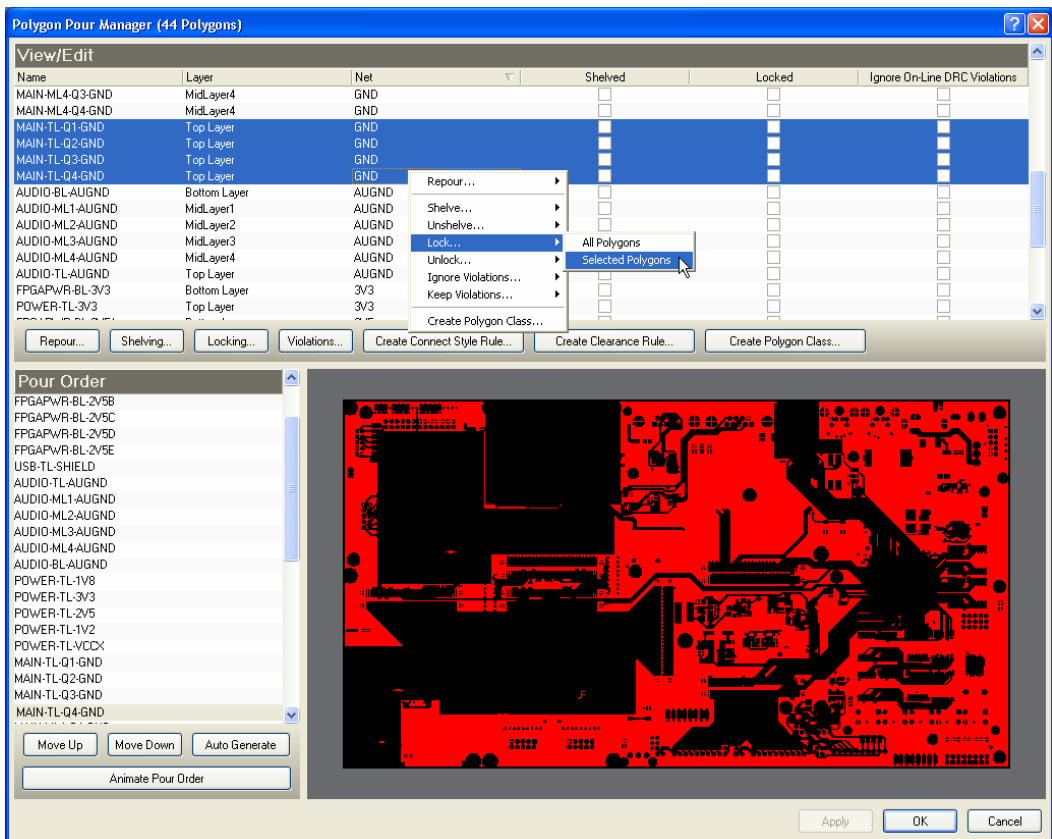 Polygon Pour Manager (44 Polygons)
View/Edit
Name Layer Net Shelved Locked Ignore On-Line DRC Violations
MAIN-ML4-Q3-GND MidLayer4 GND
MAIN-ML4-Q4-GND MidLayer4 GND
MAIN-TL-Q1-GND Top Layer GND
MAIN-TL-Q2-GND Top Layer GND
MAIN-TL-Q3-GND Top Layer GND
MAIN-TL-Q4-GND Top Layer GND
AUDIO-BL-AUGND Bottom Layer AUGND
AUDIO-ML1-AUGND MidLayer1 AUGND
AUDIO-ML2-AUGND MidLayer2 AUGND
AUDIO-ML3-AUGND MidLayer3 AUGND
AUDIO-ML4-AUGND MidLayer4 AUGND
AUDIO-TL-AUGND Top Layer AUGND
FPGAPWR-BL-3V3 Bottom Layer 3V3
POWER-TL-3V3 Top Layer 3V3
Repour...
Shelve...
Unshelve...
Lock...
Unlock...
Ignore Violations...
Keep Violations...
Create Polygon Class...
All Polygons
Selected Polygons
Repour... Shelving... Locking... Violations... Create Connect Style Rule... Create Clearance Rule... Create Polygon Class...
Pour Order
FPGAPWR-BL-2V5B
FPGAPWR-BL-2V5C
FPGAPWR-BL-2V5D
FPGAPWR-BL-2V5E
USB-TL-SHIELD
AUDIO-TL-AUGND
AUDIO-ML1-AUGND
AUDIO-ML2-AUGND
AUDIO-ML3-AUGND
AUDIO-ML4-AUGND
AUDIO-BL-AUGND
POWER-TL-1V8
POWER-TL-3V3
POWER-TL-2V5
POWER-TL-1V2
POWER-TL-VCCX
MAIN-TL-Q1-GND
MAIN-TL-Q2-GND
MAIN-TL-Q3-GND
MAIN-TL-Q4-GND
Move Up Move Down Auto Generate
Animate Pour Order
Apply OK Cancel